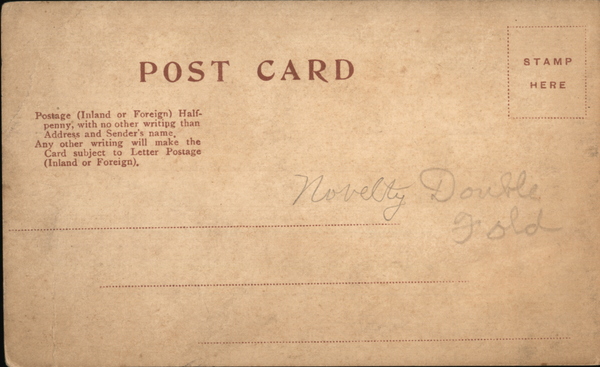 POST CARD
STAMP
HERE
Postage (Inland or Foreign) Half-
penny, with no other writing than
Address and Sender's name.
Any other writing will make the
Card subject to Letter Postage
(Inland or Foreign).
Novelty Double
Fold